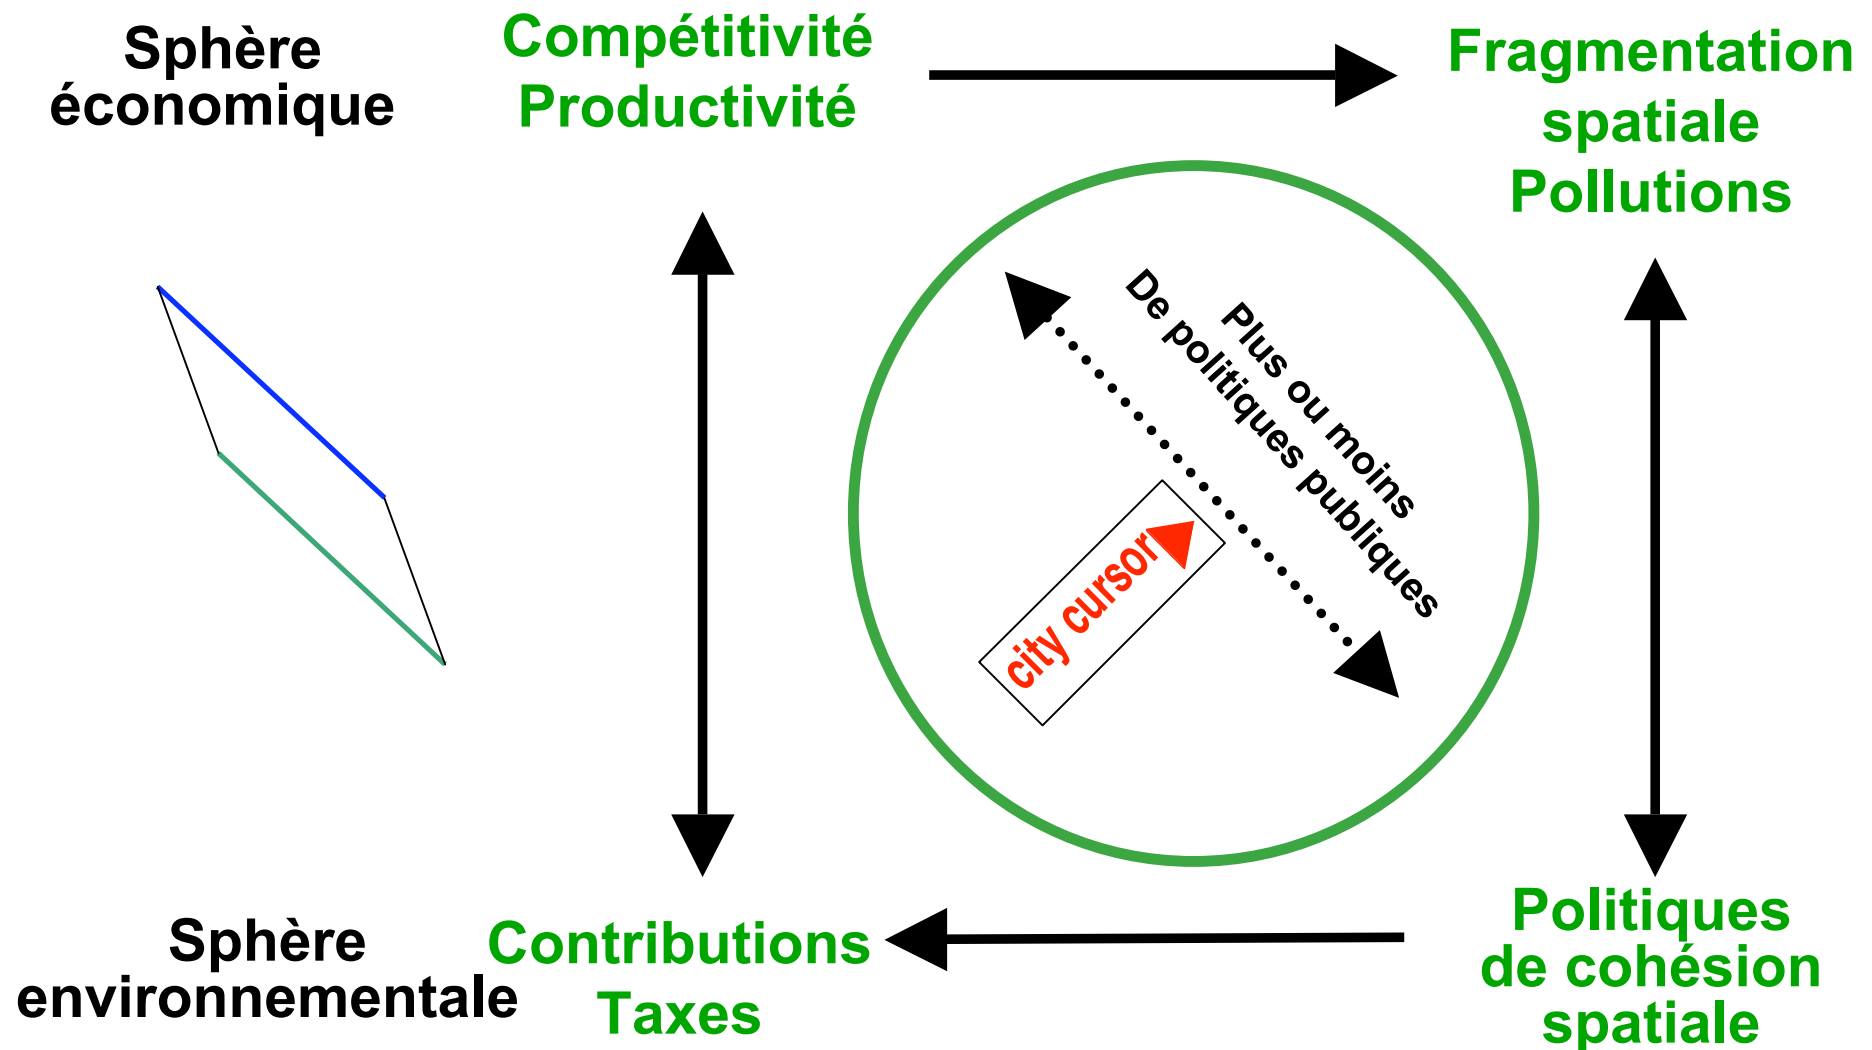 Sphère
économique
Compétitivité
Productivité
Fragmentation
spatiale
Pollutions
Plus ou moins
De politiques publiques
city cursor
Sphère
environnementale
Contributions
Taxes
Politiques
de cohésion
spatiale